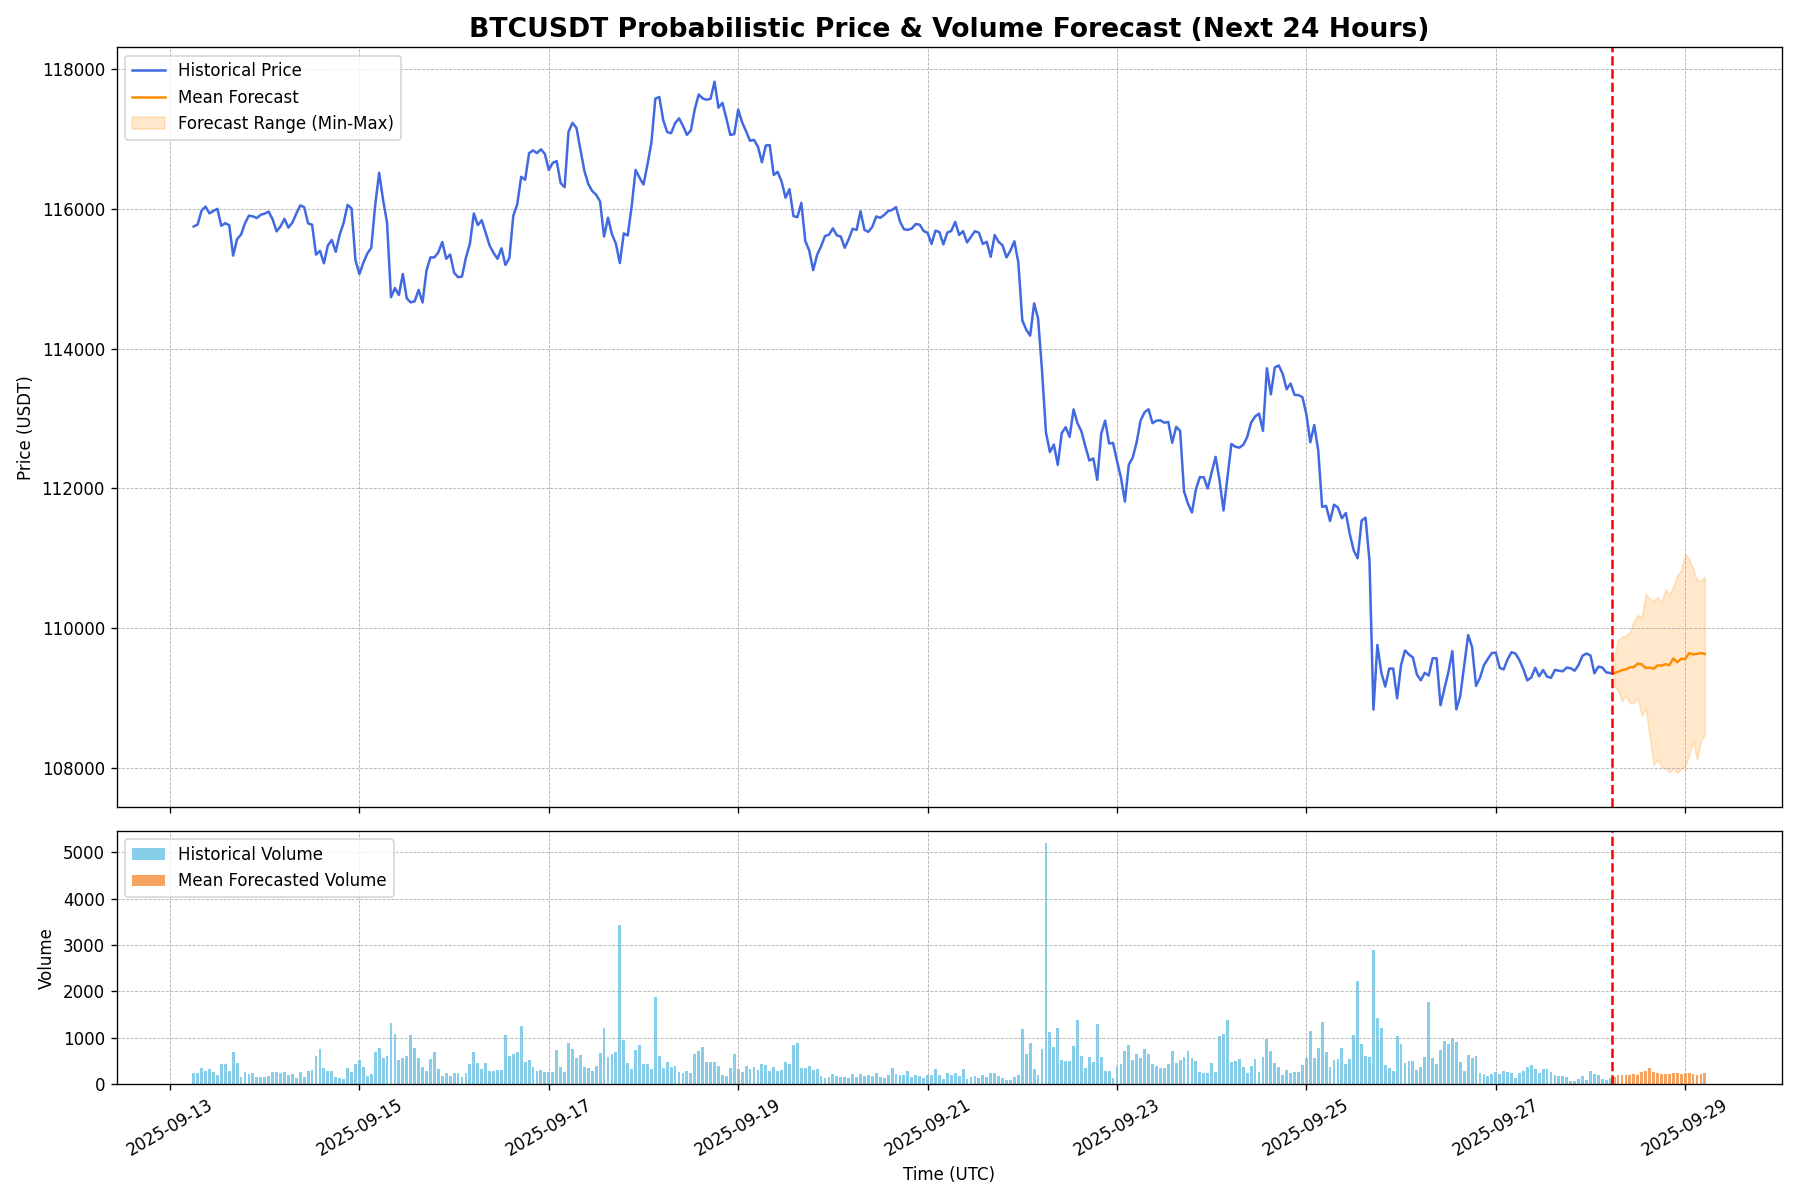 BTCUSDT Probabilistic Price & Volume Forecast (Next 24 Hours)
Historical Price
Mean Forecast
Forecast Range (Min-Max)
118000
116000
114000
112000
110000
108000
Price (USDT)
Historical Volume
Mean Forecasted Volume
5000
4000
3000
2000
1000
0
Volume
2025-09-13
2025-09-15
2025-09-17
2025-09-19
2025-09-21
2025-09-23
2025-09-25
2025-09-27
2025-09-29
Time (UTC)